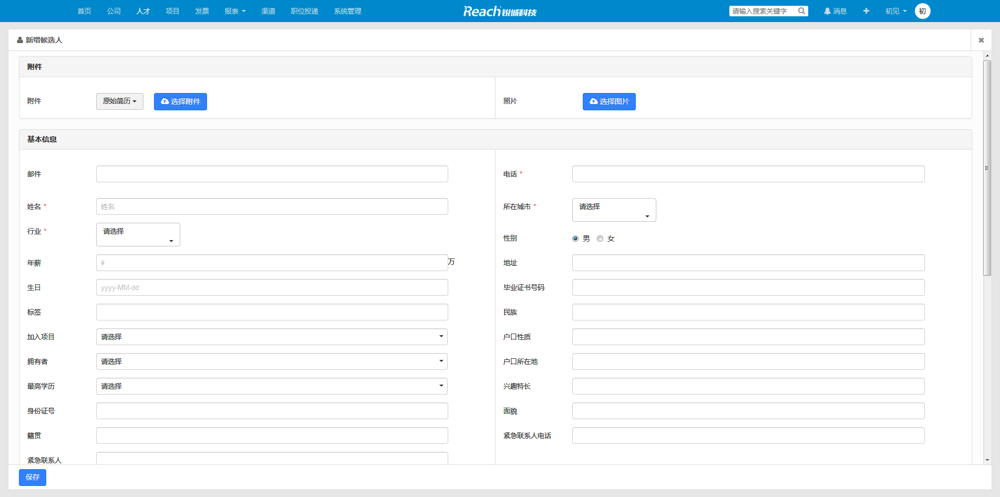 首页 公司 人才 项目 发票 报表 渠道 职位投递 系统管理 Reach 锐诚科技 请输入搜索关键字 消息 初见 初
新增候选人
附件
附件 原始简历 选择附件 照片 选择图片
基本信息
邮件 电话 *
姓名 * 姓名 所在城市 * 请选择
行业 * 请选择 性别 男 女
年薪 ¥ 万 地址
生日 yyyy-MM-dd 毕业证书号码
标签 民族
加入项目 请选择 户口性质
拥有者 请选择 户口所在地
最高学历 请选择 兴趣特长
身份证号 面貌
籍贯 紧急联系人电话
紧急联系人
保存